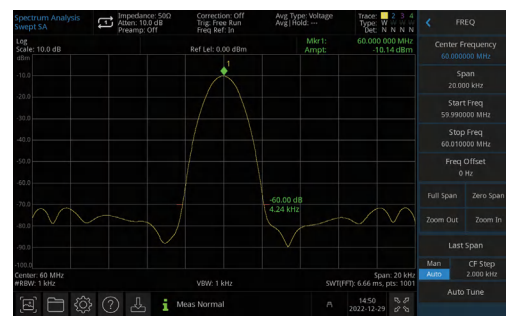 Spectrum Analysis
Swept SA
Impedance: 50Ω
Atten: 10.0 dB
Preamp: Off
Correction: Off
Trig: Free Run
Freq Ref: In
Avg Type: Voltage
Avg|Hold: ---
Trace: 1 2 3 4
Type: W W W W
Det: N N N N
Log
Scale: 10.0 dB
Ref Lel: 0.00 dBm
Mkr1: 60.000 000 MHz
Ampt: -10.14 dBm
dBm
1
-10.0
-20.0
-30.0
-40.0
-50.0
-60.0
-70.0
-80.0
-90.0
-100.0
-60.00 dB
4.24 kHz
Center: 60 MHz
#RBW: 1 kHz
VBW: 1 kHz
Span: 20 kHz
SWT(FFT): 6.66 ms, pts: 1001
Meas Normal
14:50
2022-12-29
FREQ
Center Frequency
60.000000 MHz
Span
20.000 kHz
Start Freq
59.990000 MHz
Stop Freq
60.010000 MHz
Freq Offset
0 Hz
Full Span
Zero Span
Zoom Out
Zoom In
Last Span
Man
Auto
CF Step
2.000 kHz
Auto Tune